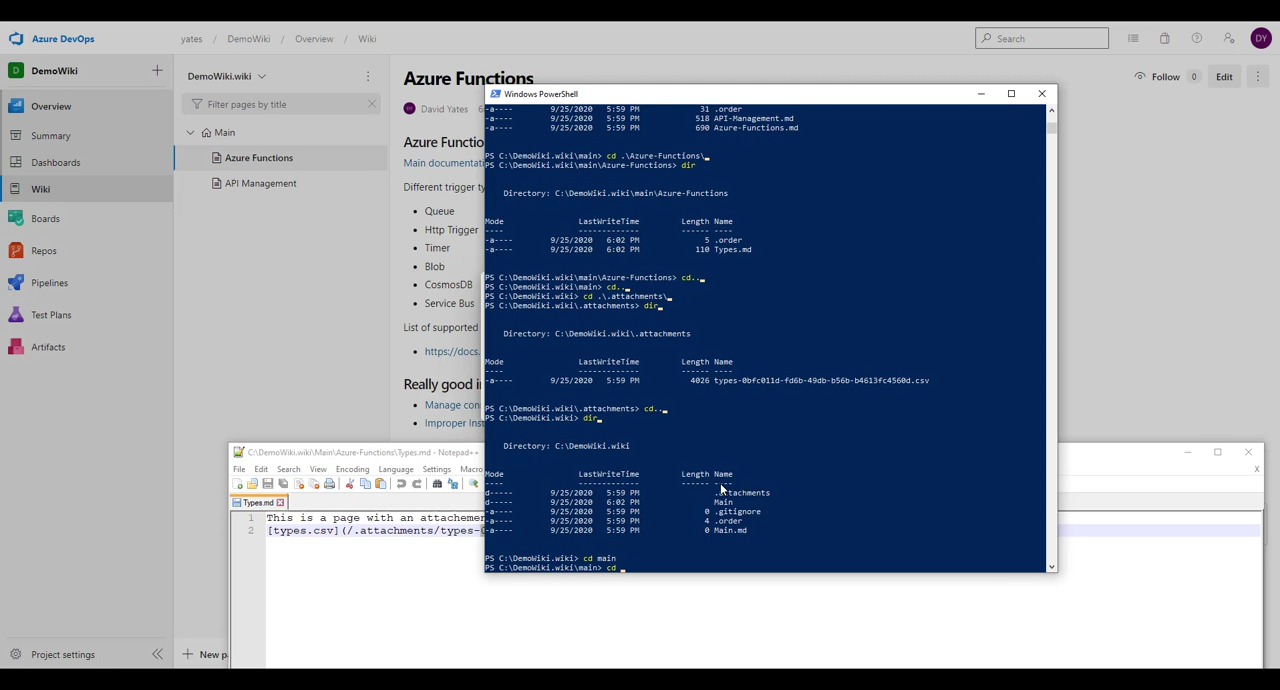 Azure DevOps
yates / DemoWiki / Overview / Wiki
Search
DY
D DemoWiki
DemoWiki.wiki
Azure Functions
Follow 0 Edit
Filter pages by title
David Yates
Overview
Main
Summary
Azure Functions
Dashboards
API Management
Wiki
Boards
Repos
Pipelines
Test Plans
Artifacts
Project settings
New p
Azure Functio
Main documentat
Different trigger ty
Queue
Http Trigger
Timer
Blob
CosmosDB
Service Bus
List of supported
https://docs.
Really good i
Manage con
Improper Inst
Windows PowerShell
-a---- 9/25/2020 5:59 PM 31 .order
-a---- 9/25/2020 5:59 PM 518 API-Management.md
-a---- 9/25/2020 5:59 PM 690 Azure-Functions.md
PS C:\DemoWiki.wiki\main> cd .\Azure-Functions\
PS C:\DemoWiki.wiki\main\Azure-Functions> dir
Directory: C:\DemoWiki.wiki\main\Azure-Functions
Mode LastWriteTime Length Name
---- ------------- ------ ----
-a---- 9/25/2020 6:02 PM 5 .order
-a---- 9/25/2020 6:02 PM 110 Types.md
PS C:\DemoWiki.wiki\main\Azure-Functions> cd..
PS C:\DemoWiki.wiki\main> cd..
PS C:\DemoWiki.wiki> cd .\.attachments\
PS C:\DemoWiki.wiki\.attachments> dir
Directory: C:\DemoWiki.wiki\.attachments
Mode LastWriteTime Length Name
---- ------------- ------ ----
-a---- 9/25/2020 5:59 PM 4026 types-0bfc011d-fd6b-49db-b56b-b4613fc4560d.csv
PS C:\DemoWiki.wiki\.attachments> cd..
PS C:\DemoWiki.wiki> dir
Directory: C:\DemoWiki.wiki
Mode LastWriteTime Length Name
---- ------------- ------ ----
d----- 9/25/2020 5:59 PM .attachments
d----- 9/25/2020 6:02 PM Main
-a---- 9/25/2020 5:59 PM 0 .gitignore
-a---- 9/25/2020 5:59 PM 4 .order
-a---- 9/25/2020 5:59 PM 0 Main.md
PS C:\DemoWiki.wiki> cd main
PS C:\DemoWiki.wiki\main> cd
C:\DemoWiki.wiki\Main\Azure-Functions\Types.md - Notepad++
File Edit Search View Encoding Language Settings Macro X
Types.md
1 This is a page with an attachemen
2 [types.csv](/.attachments/types-